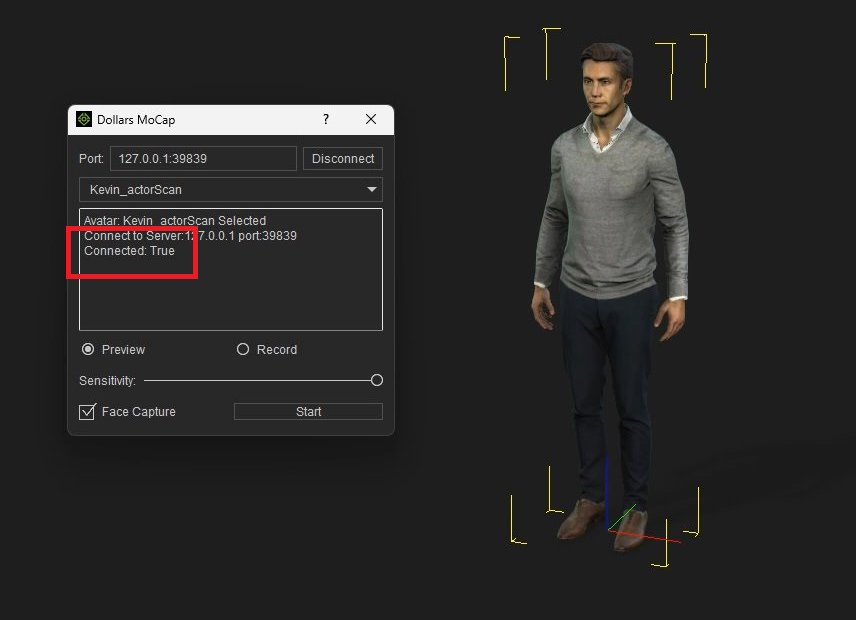 Dollars MoCap
?
Port: 127.0.0.1:39839 Disconnect
Kevin_actorScan
Avatar: Kevin_actorScan Selected
Connect to Server:127.0.0.1 port:39839
Connected: True
Preview Record
Sensitivity:
Face Capture Start